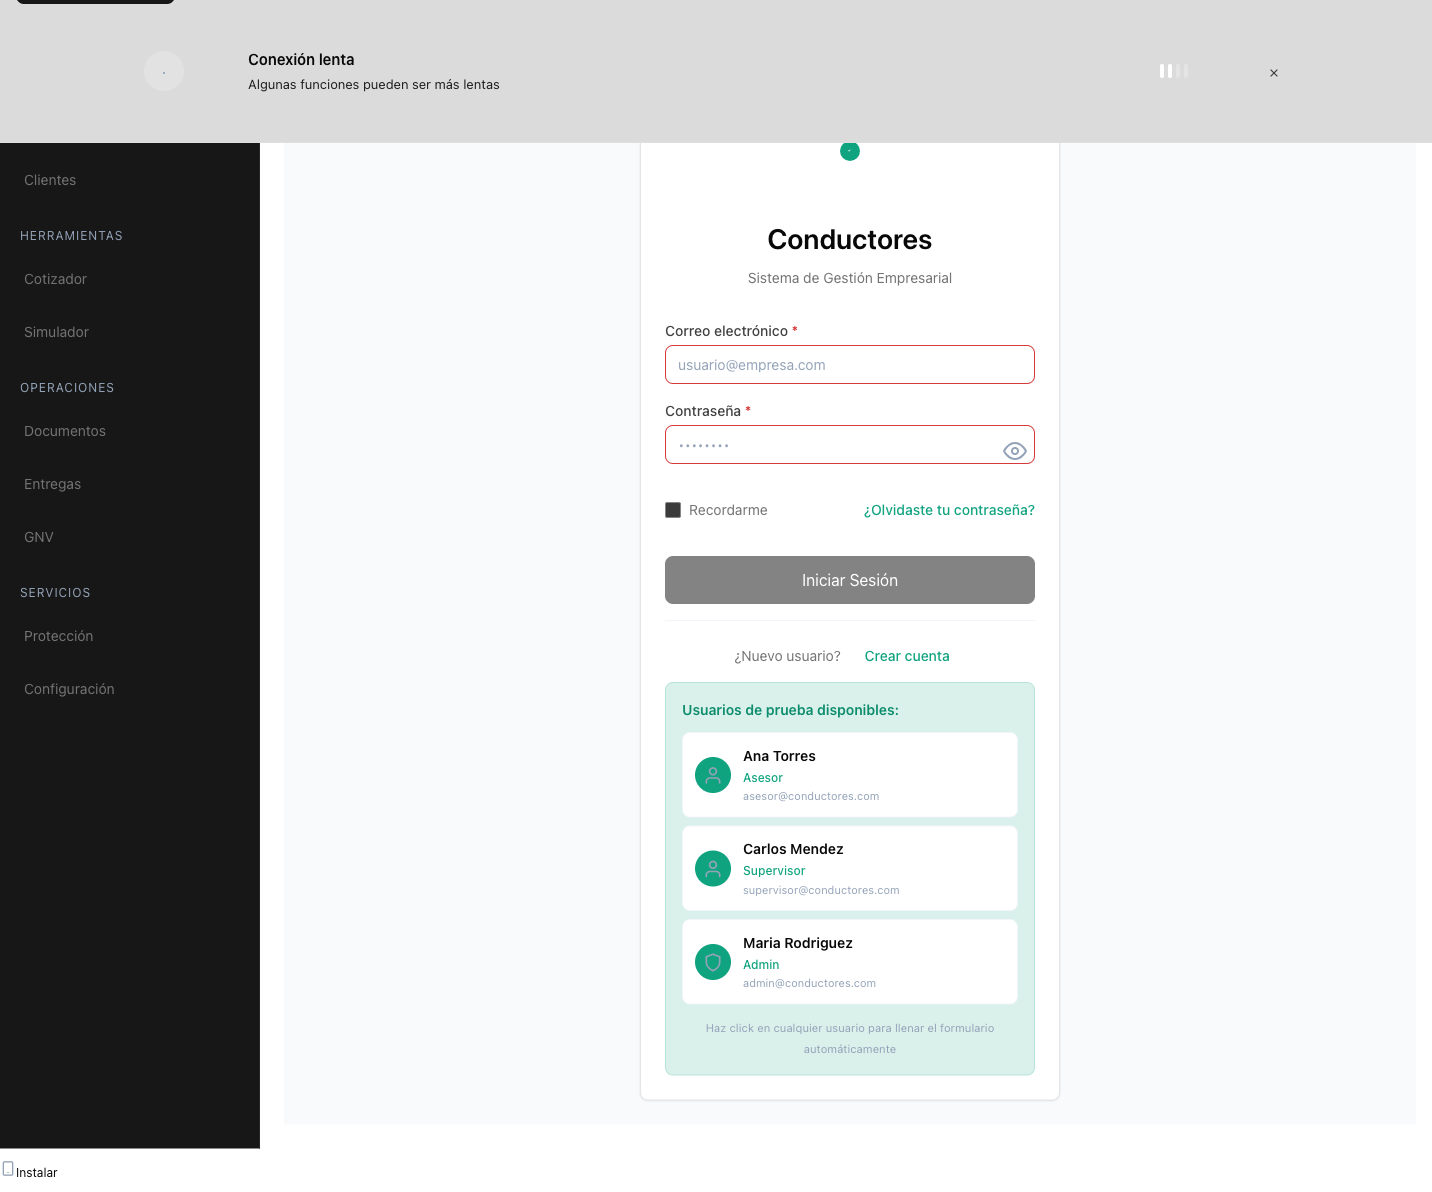 Conexión lenta
Algunas funciones pueden ser más lentas
×
Clientes
HERRAMIENTAS
Cotizador
Simulador
OPERACIONES
Documentos
Entregas
GNV
SERVICIOS
Protección
Configuración
Conductores
Sistema de Gestión Empresarial
Correo electrónico *
usuario@empresa.com
Contraseña *
••••••••
Recordarme
¿Olvidaste tu contraseña?
Iniciar Sesión
¿Nuevo usuario? Crear cuenta
Usuarios de prueba disponibles:
Ana Torres
Asesor
asesor@conductores.com
Carlos Mendez
Supervisor
supervisor@conductores.com
Maria Rodriguez
Admin
admin@conductores.com
Haz click en cualquier usuario para llenar el formulario
automáticamente
Instalar